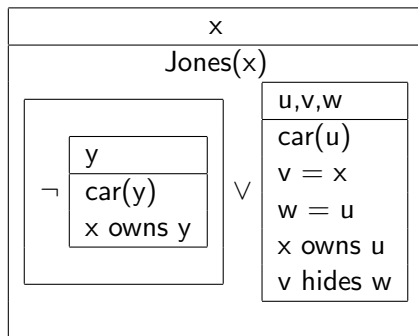 x
Jones(x)
¬
y
car(y)
x owns y
∨
u,v,w
car(u)
v = x
w = u
x owns u
v hides w